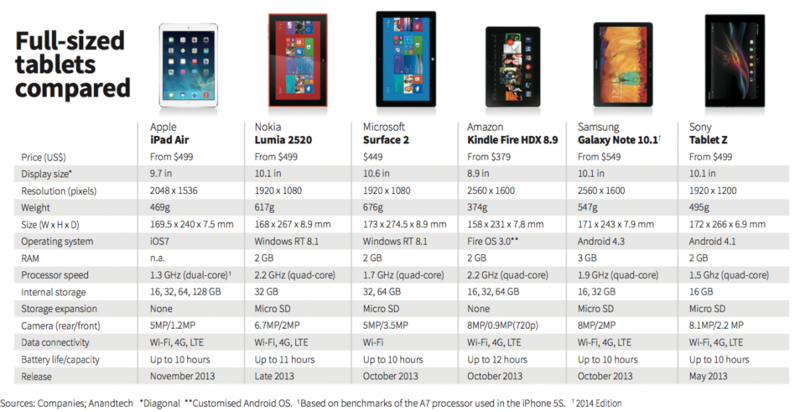 Full-sized
tablets
compared
Apple Nokia Microsoft Amazon Samsung Sony
iPad Air Lumia 2520 Surface 2 Kindle Fire HDX 8.9 Galaxy Note 10.1† Tablet Z
Price (US$) From $499 From $499 $449 From $379 From $549 From $499
Display size* 9.7 in 10.1 in 10.6 in 8.9 in 10.1 in 10.1 in
Resolution (pixels) 2048 x 1536 1920 x 1080 1920 x 1080 2560 x 1600 2560 x 1600 1920 x 1200
Weight 469g 617g 676g 374g 547g 495g
Size (W x H x D) 169.5 x 240 x 7.5 mm 168 x 267 x 8.9 mm 173 x 274.5 x 8.9 mm 158 x 231 x 7.8 mm 171 x 243 x 7.9 mm 172 x 266 x 6.9 mm
Operating system iOS7 Windows RT 8.1 Windows RT 8.1 Fire OS 3.0** Android 4.3 Android 4.1
RAM n.a. 2 GB 2 GB 2 GB 3 GB 2 GB
Processor speed 1.3 GHz (dual-core)¹ 2.2 GHz (quad-core) 1.7 GHz (quad-core) 2.2 GHz (quad-core) 1.9 GHz (quad-core) 1.5 GHz (quad-core)
Internal storage 16, 32, 64, 128 GB 32 GB 32, 64 GB 16, 32, 64 GB 16, 32 GB 16 GB
Storage expansion None Micro SD Micro SD None Micro SD Micro SD
Camera (rear/front) 5MP/1.2MP 6.7MP/2MP 5MP/3.5MP 8MP/0.9MP(720p) 8MP/2MP 8.1MP/2.2 MP
Data connectivity Wi-Fi, 4G, LTE Wi-Fi, 4G, LTE Wi-Fi Wi-Fi, 4G, LTE Wi-Fi, 4G, LTE Wi-Fi, 4G, LTE
Battery life/capacity Up to 10 hours Up to 11 hours Up to 10 hours Up to 12 hours Up to 10 hours Up to 10 hours
Release November 2013 Late 2013 October 2013 October 2013 October 2013 May 2013
Sources: Companies; Anandtech *Diagonal **Customised Android OS. ¹Based on benchmarks of the A7 processor used in the iPhone 5S. †2014 Edition